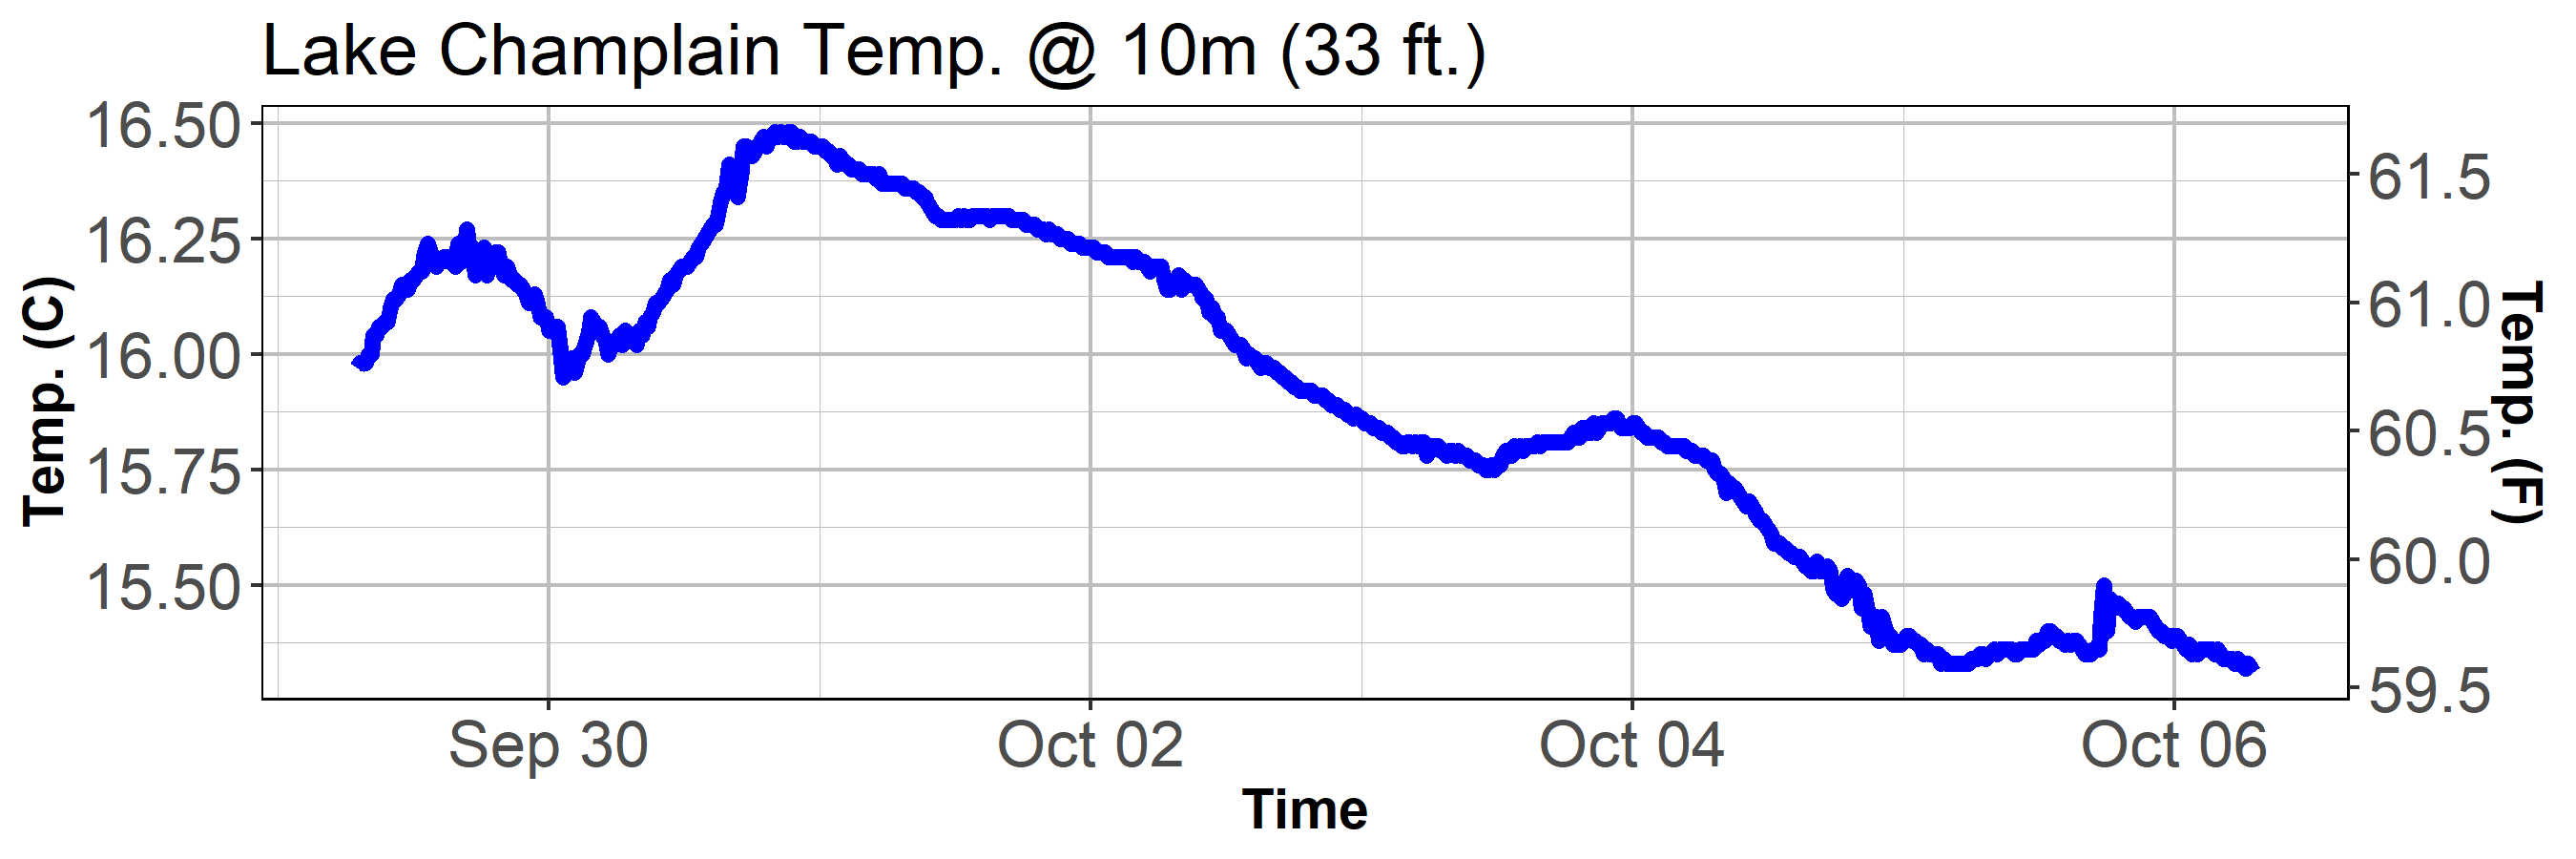 Lake Champlain Temp. @ 10m (33 ft.)
Temp. (C)
16.50
16.25
16.00
15.75
15.50
61.5
61.0
60.5
60.0
59.5
Temp. (F)
Sep 30
Oct 02
Oct 04
Oct 06
Time